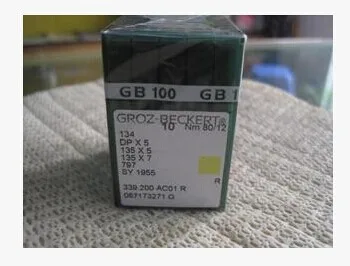 GB 100 GB 1
GROZ-BECKERT®
10 Nm 80/12
134
DP X 5
135 X 5
135 X 7
797
SY 1955
R
339.200 AC01 R
087173271 G